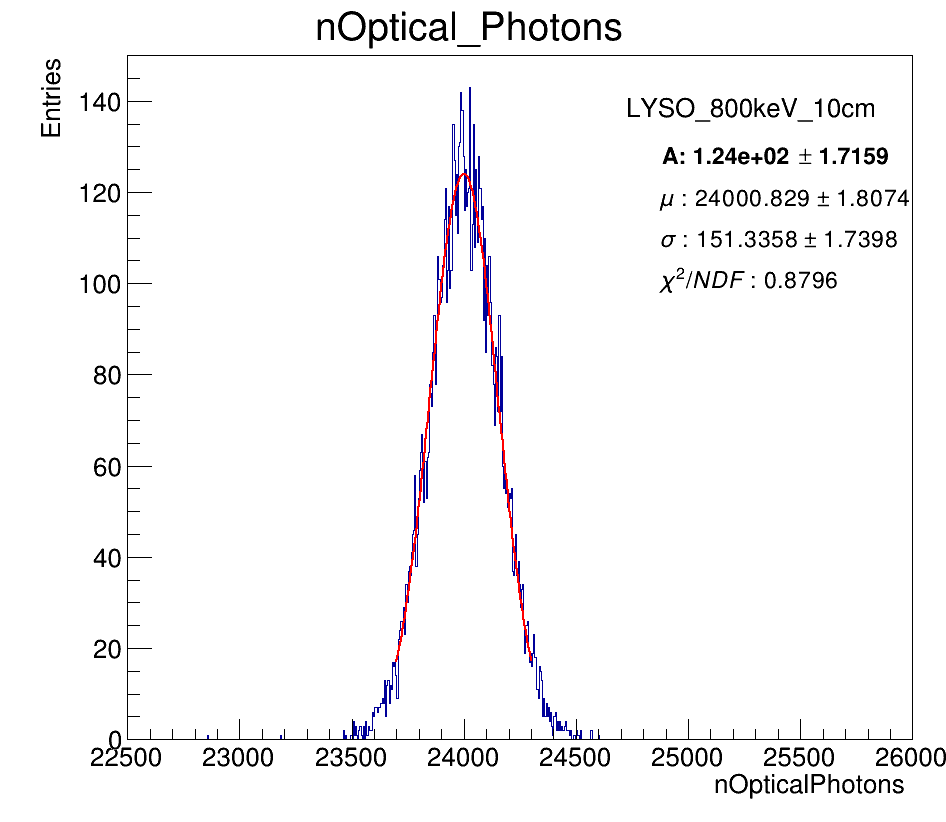 nOptical_Photons
Entries
LYSO_800keV_10cm
A: 1.24e+02 ± 1.7159
μ : 24000.829 ± 1.8074
σ : 151.3358 ± 1.7398
χ²/NDF : 0.8796
140
120
100
80
60
40
20
0
22500 23000 23500 24000 24500 25000 25500 26000
nOpticalPhotons